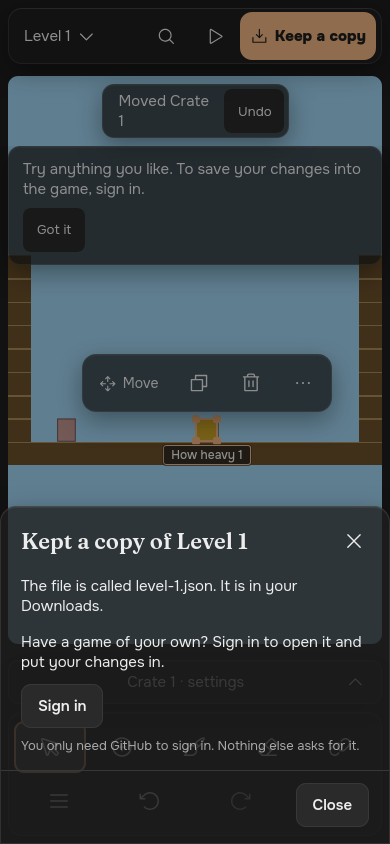 Level 1
Keep a copy
Moved Crate
1
Undo
Try anything you like. To save your changes into
the game, sign in.
Got it
Move
How heavy 1
Kept a copy of Level 1
The file is called level-1.json. It is in your
Downloads.
Have a game of your own? Sign in to open it and
put your changes in.
Crate 1 · settings
Sign in
You only need GitHub to sign in. Nothing else asks for it.
Close